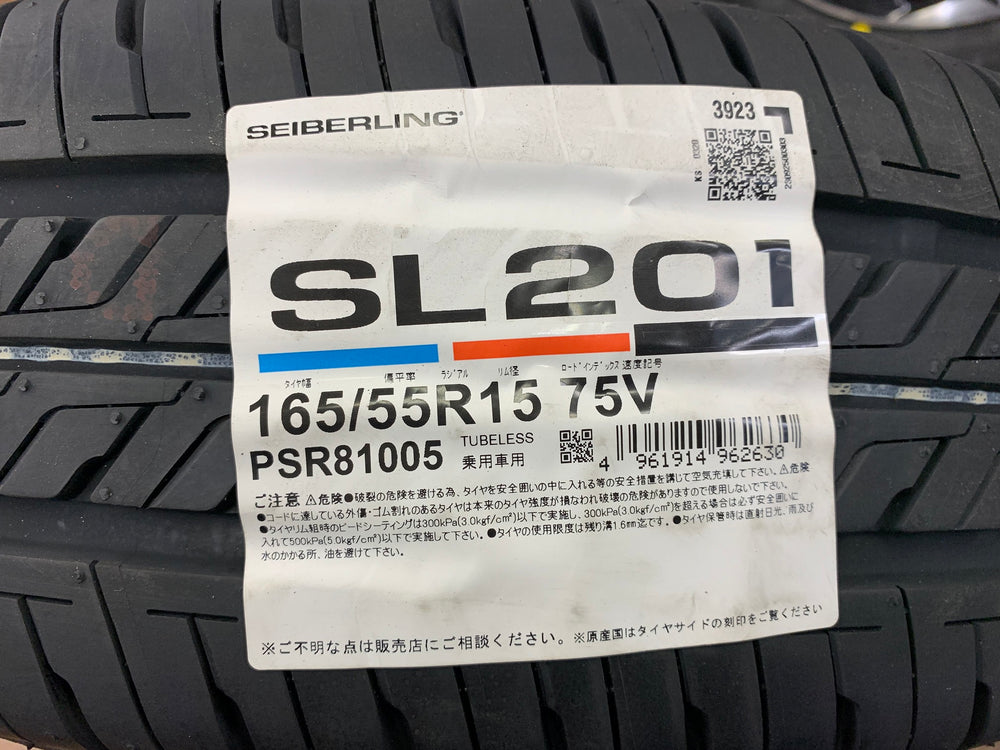 SEIBERLING®
3923
KS 0320
SL201
タイヤ幅 偏平率 ラジアル リム径 ロードインデックス 速度記号
165/55R15 75V
PSR81005 TUBELESS
乗用車用
4 961914 962630
ご注意 ⚠危険●破裂の危険を避ける為、タイヤを安全囲いの中に入れる等の安全措置を講じて空気充填して下さい。⚠危険
●コードに達している外傷・ゴム割れのあるタイヤは本来のタイヤ強度が損なわれ破壊の危険がありますので使用しないで下さい。
●タイヤリム組時のビードシーティングは300kPa(3.0kgf/cm²)以下で実施し、300kPa(3.0kgf/cm²)を超える場合は必ず安全囲いに
入れて500kPa(5.0kgf/cm²)以下で実施して下さい。●タイヤの使用限度は残り溝1.6mm迄です。●タイヤ保管時は直射日光、雨及び
水のかかる所、油を避けて下さい。
※ご不明な点は販売店にご相談ください。※原産国はタイヤサイドの刻印をご覧ください